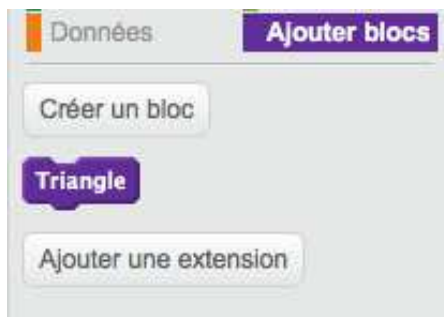 Données Ajouter blocs
Créer un bloc
Triangle
Ajouter une extension